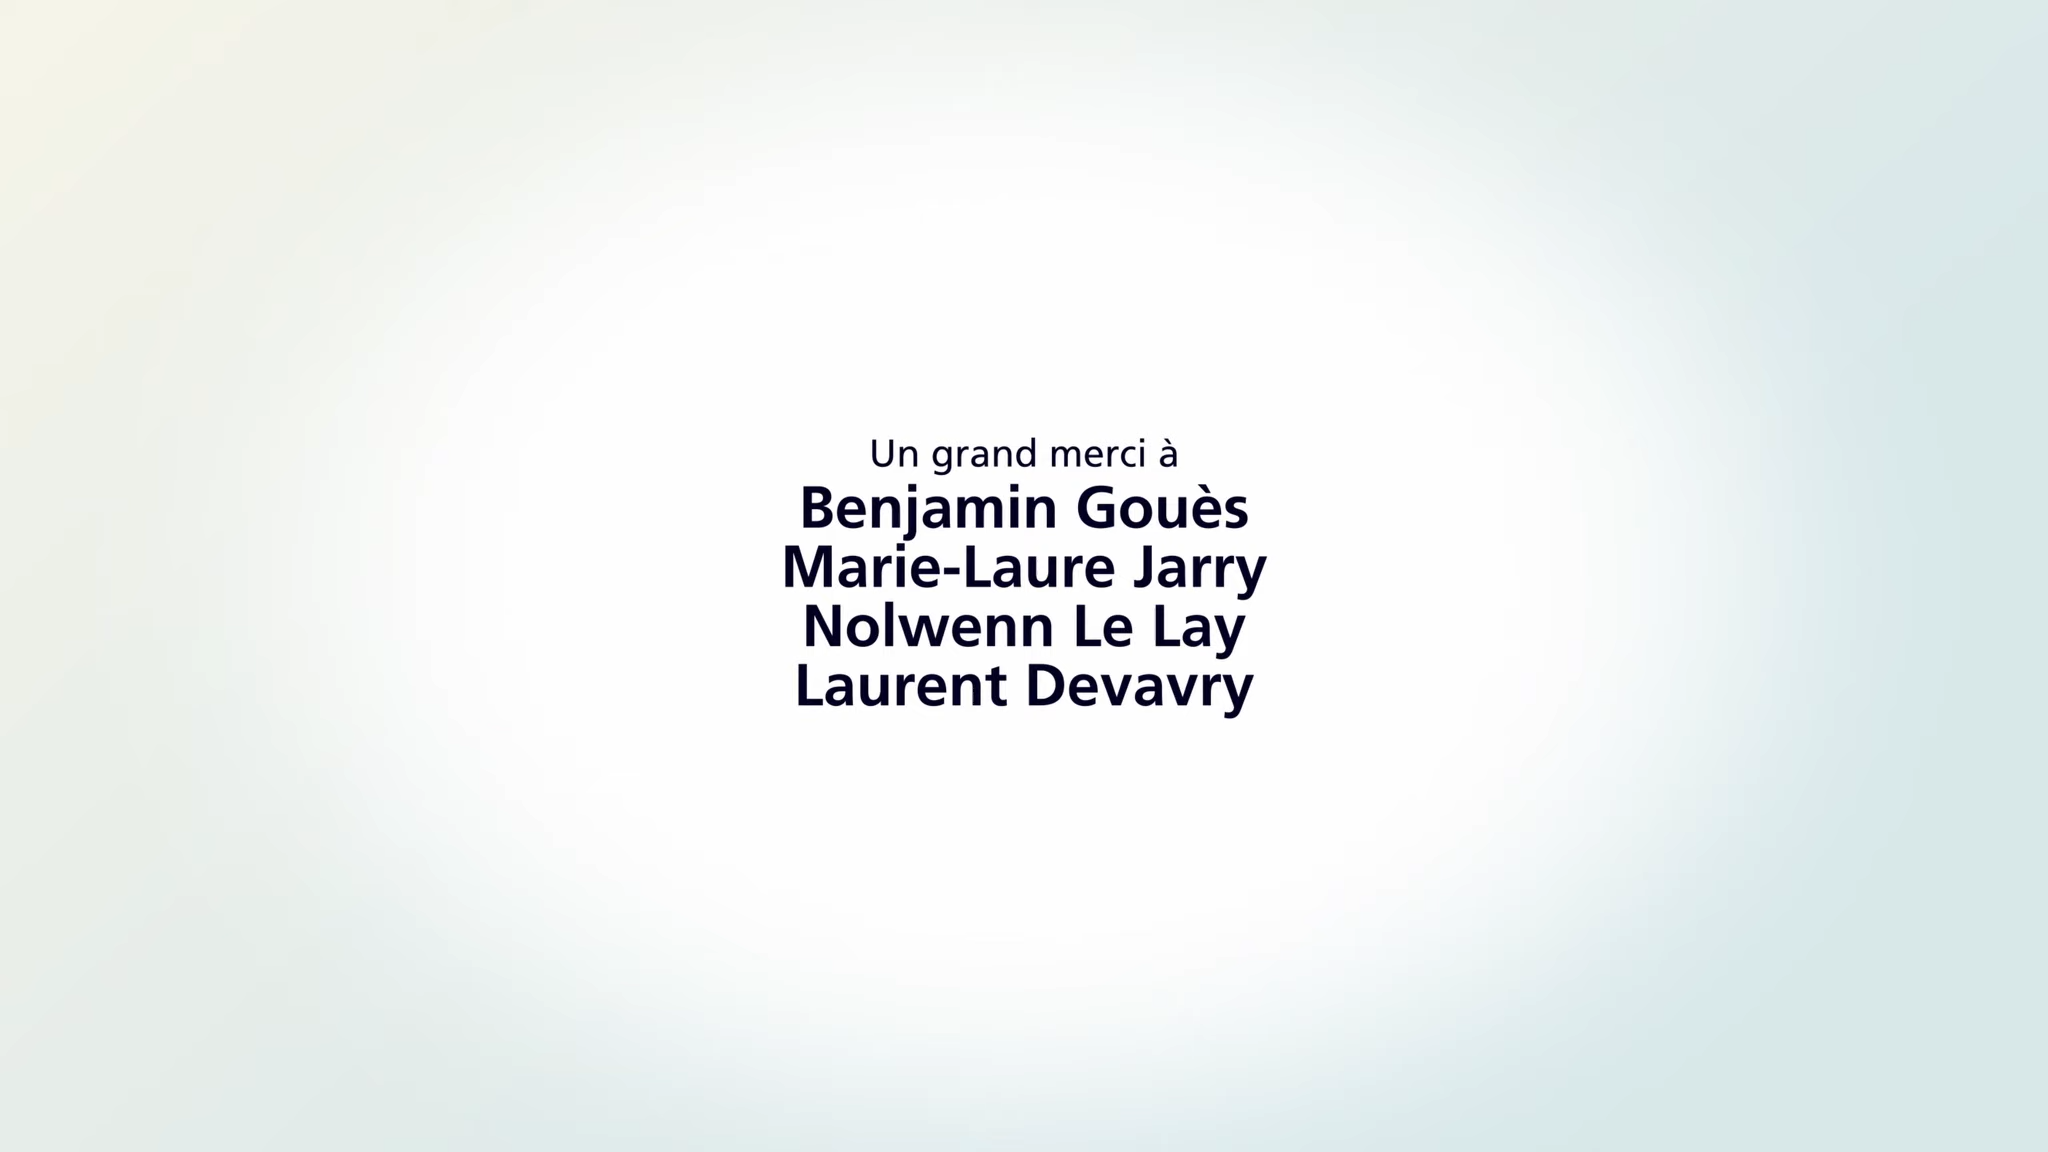 Un grand merci à
Benjamin Gouès
Marie-Laure Jarry
Nolwenn Le Lay
Laurent Devavry